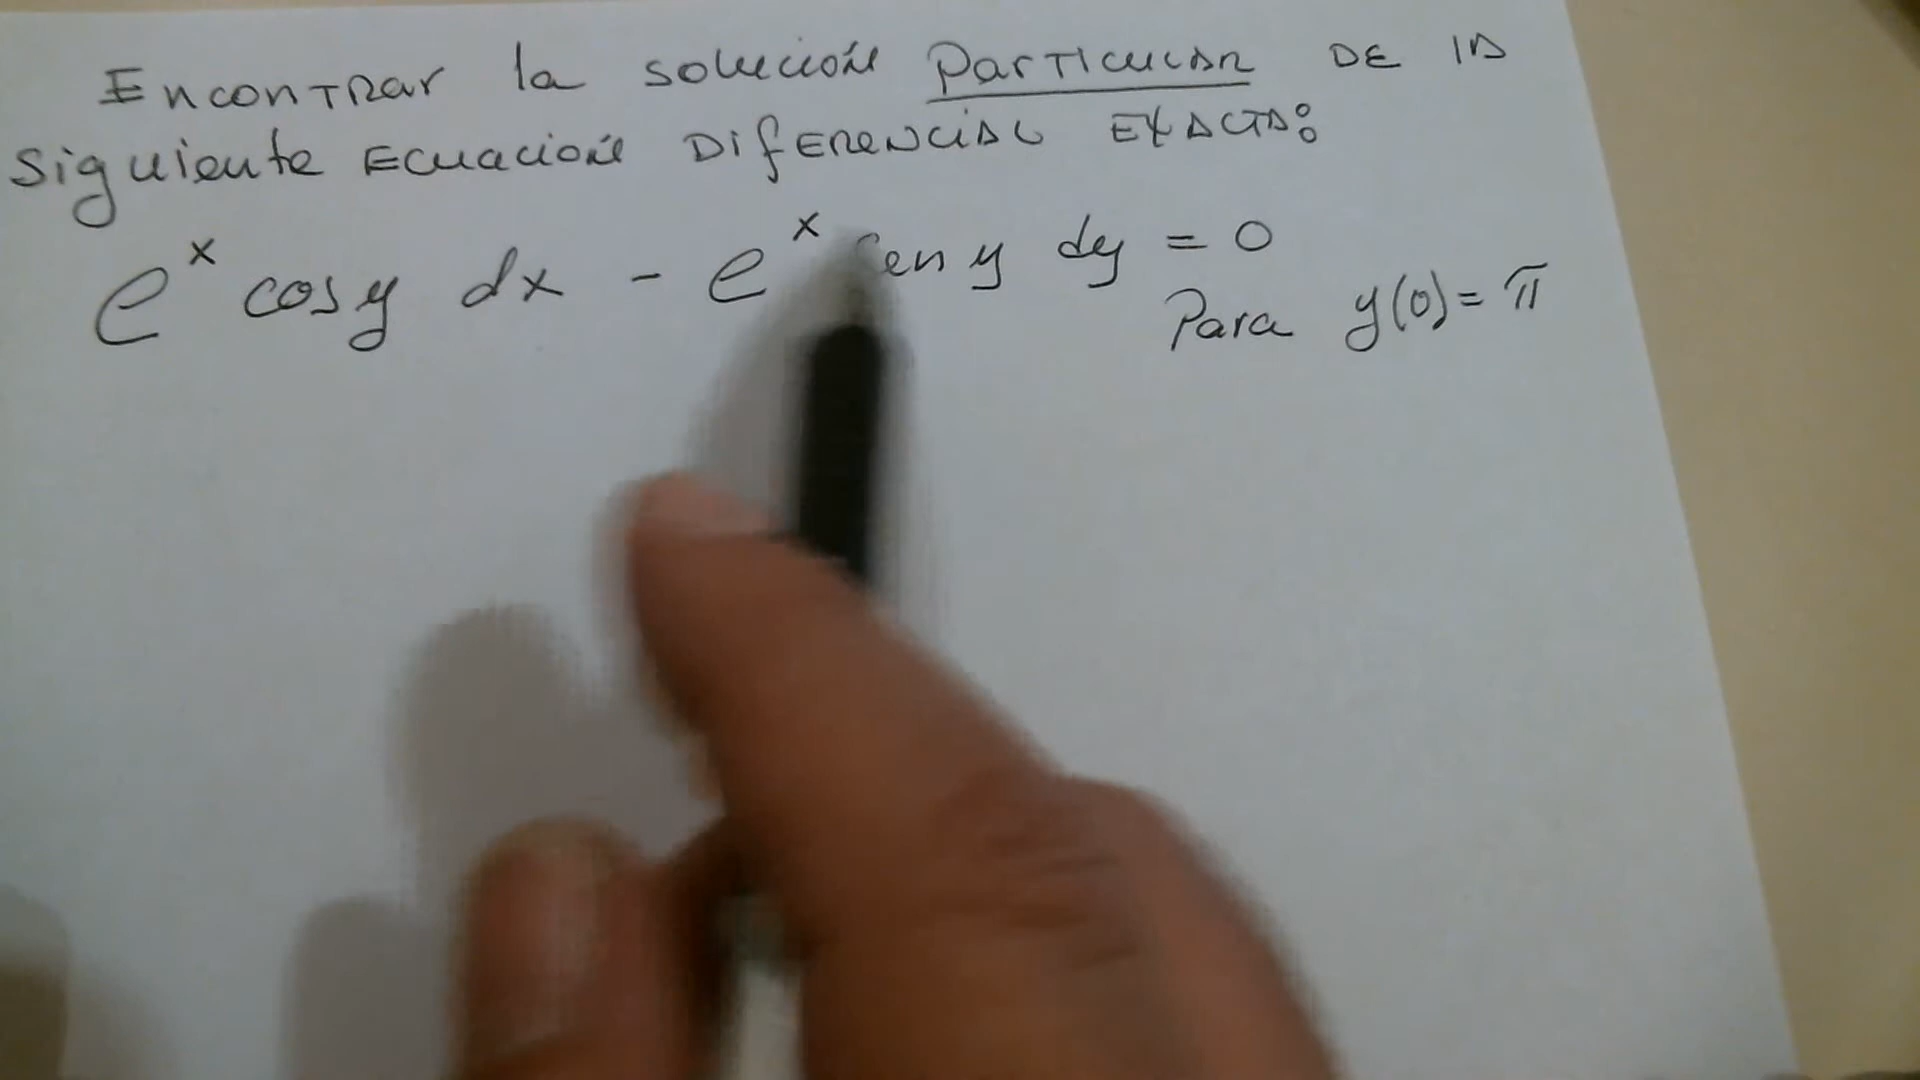 Encontrar la solución Particular DE la
siguiente Ecuación Diferencial EXACTA:
e^x cos y dx - e^x sen y dy = 0
Para y(0) = π